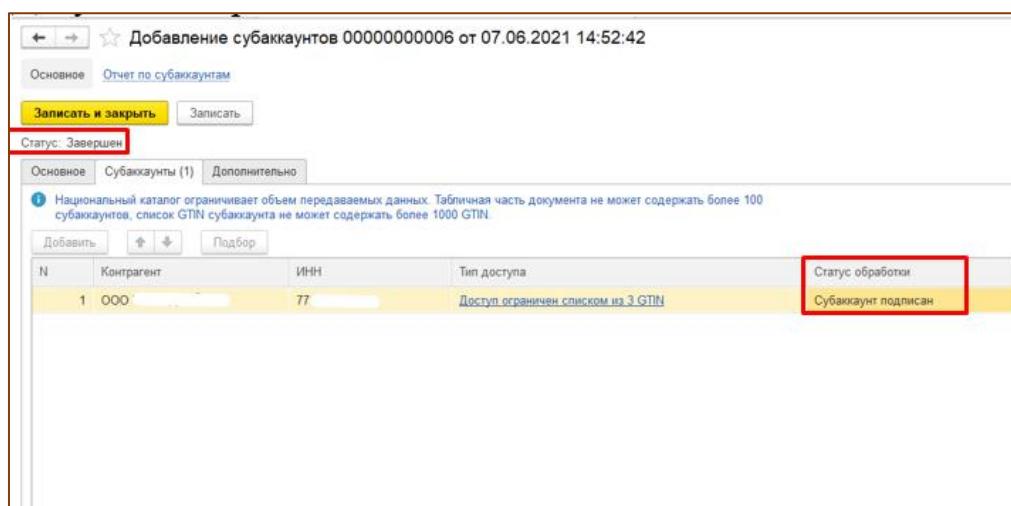 Добавление субаккаунтов 00000000006 от 07.06.2021 14:52:42
Основное Отчет по субаккаунтам
Записать и закрыть Записать
Статус: Завершен
Основное Субаккаунты (1) Дополнительно
Национальный каталог ограничивает объем передаваемых данных. Табличная часть документа не может содержать более 100
субаккаунтов, список GTIN субаккаунта не может содержать более 1000 GTIN.
Добавить Подбор
N Контрагент ИНН Тип доступа Статус обработки
1 ООО 77 Доступ ограничен списком из 3 GTIN Субаккаунт подписан